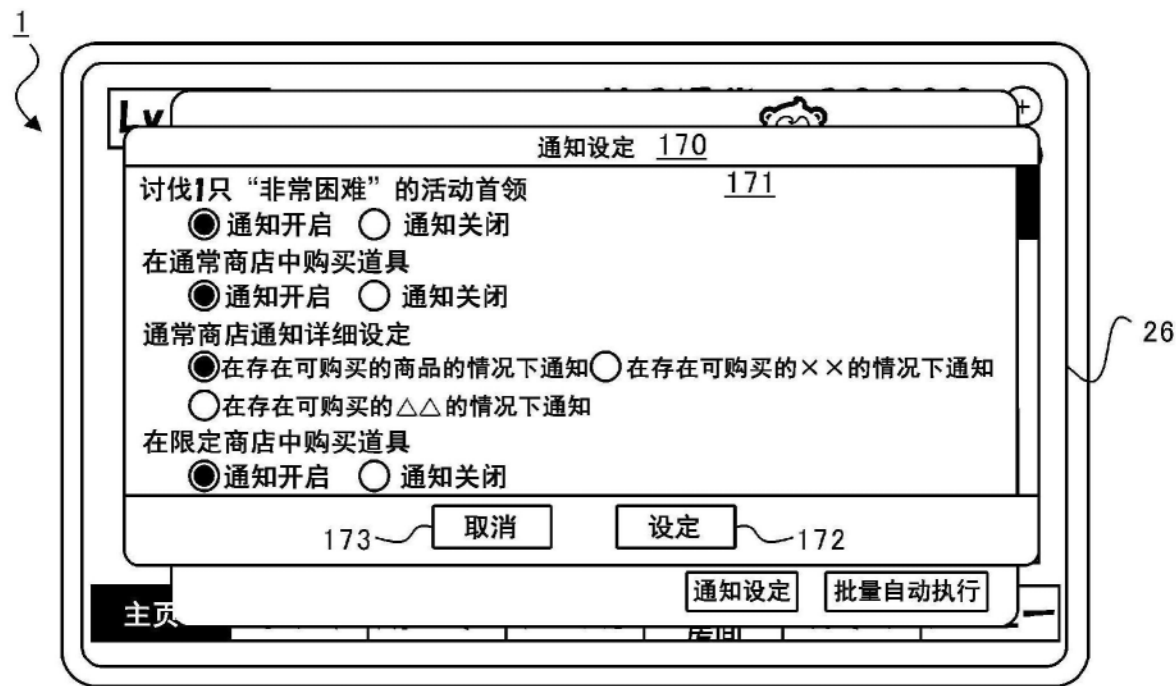 1
Lv
通知设定 170
171
讨伐1只“非常困难”的活动首领
通知开启 通知关闭
在通常商店中购买道具
通知开启 通知关闭
通常商店通知详细设定
在存在可购买的商品的情况下通知 在存在可购买的××的情况下通知
在存在可购买的△△的情况下通知
在限定商店中购买道具
通知开启 通知关闭
26
173 取消 设定 172
通知设定 批量自动执行
主页
房间